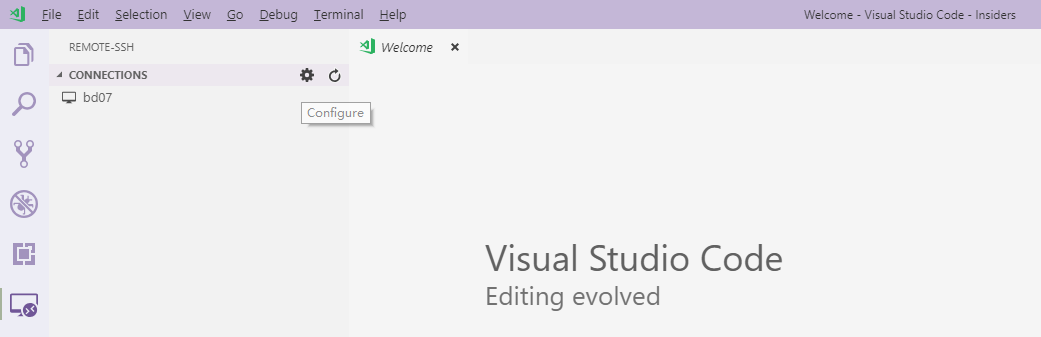 File Edit Selection View Go Debug Terminal Help Welcome - Visual Studio Code - Insiders
REMOTE-SSH
Welcome
CONNECTIONS
bd07
Configure
Visual Studio Code
Editing evolved